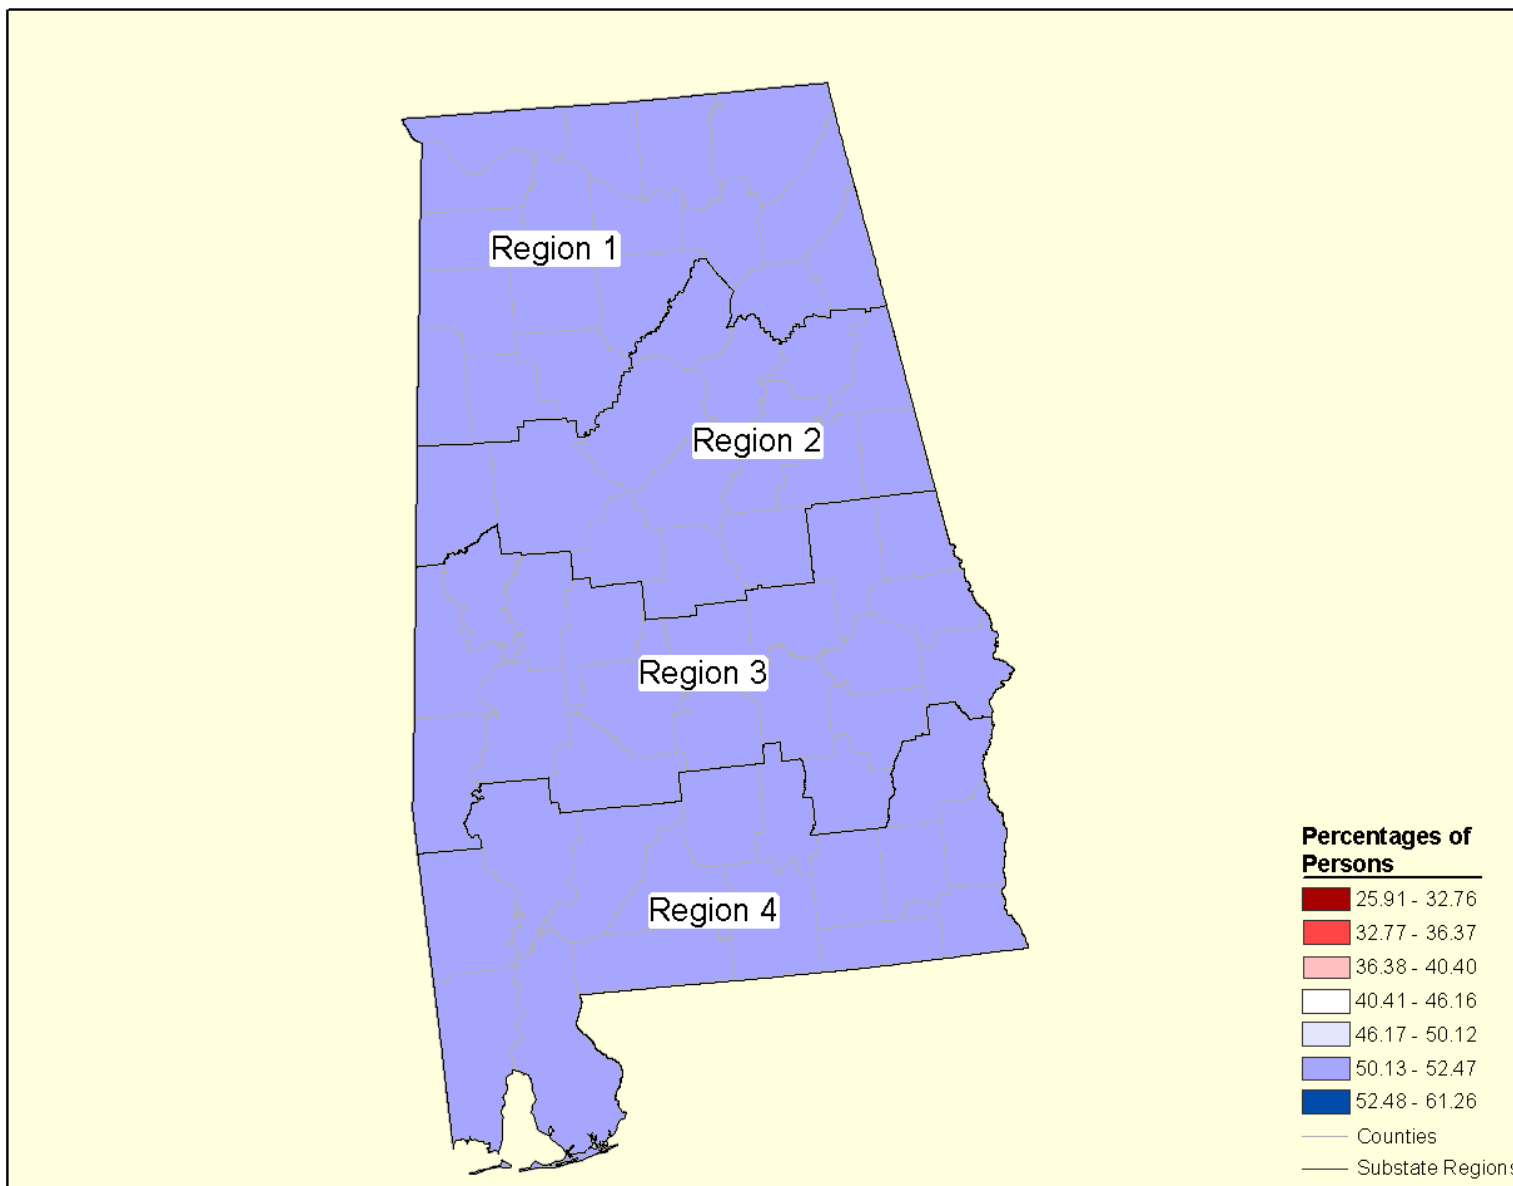 Region 1
Region 2
Region 3
Region 4
Percentages of
Persons
25.91 - 32.76
32.77 - 36.37
36.38 - 40.40
40.41 - 46.16
46.17 - 50.12
50.13 - 52.47
52.48 - 61.26
Counties
Substate Regions